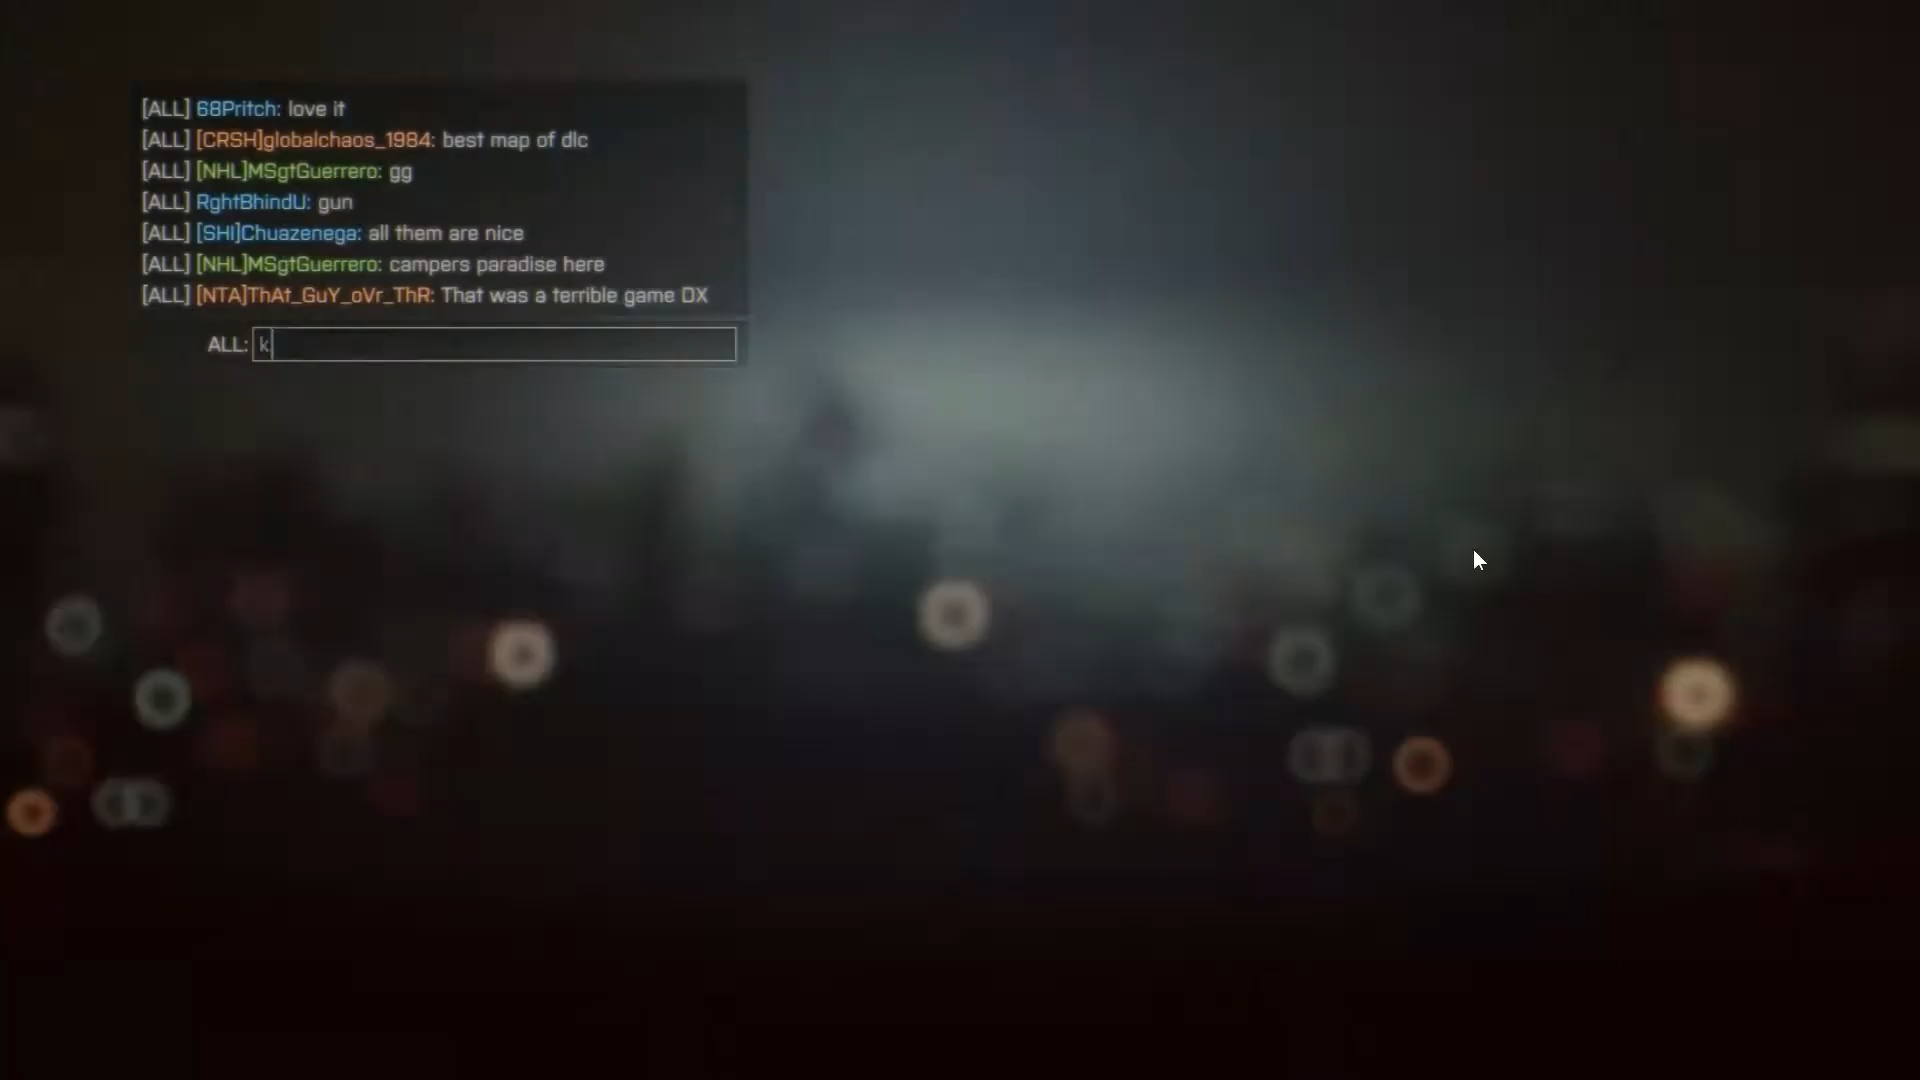 [ALL] 68Pritch: love it
[ALL] [CRSH]globalchaos_1984: best map of dlc
[ALL] [NHL]MSgtGuerrero: gg
[ALL] RghtBhindU: gun
[ALL] [SHI]Chuazenega: all them are nice
[ALL] [NHL]MSgtGuerrero: campers paradise here
[ALL] [NTA]ThAt_GuY_oVr_ThR: That was a terrible game DX
ALL: k